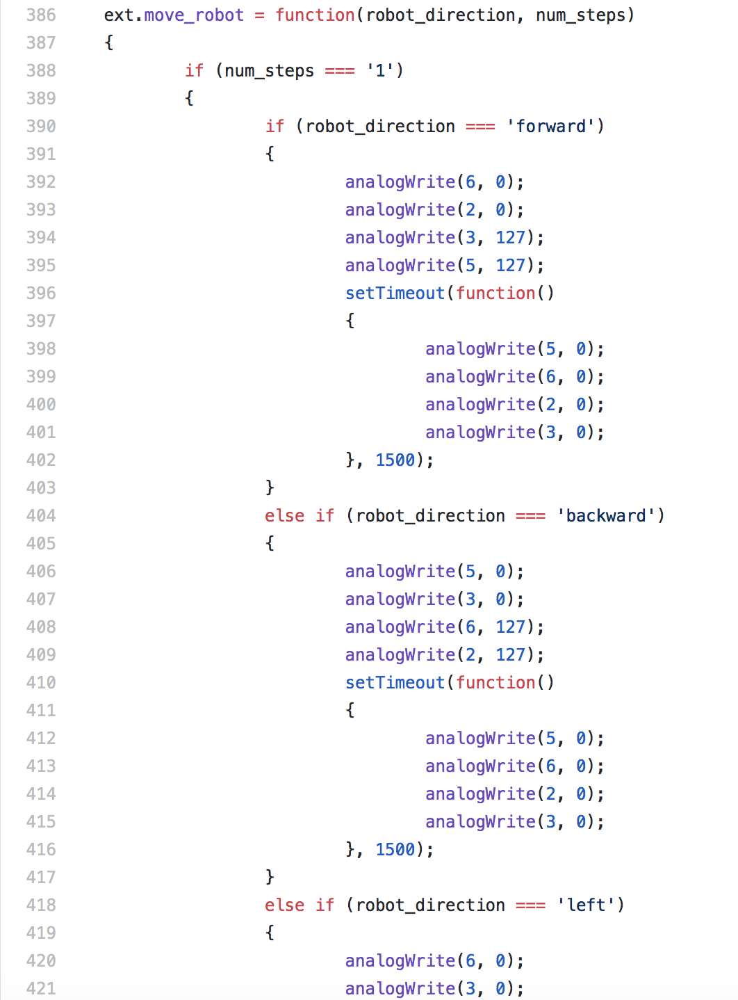 386 ext.move_robot = function(robot_direction, num_steps)
387 {
388 if (num_steps === '1')
389 {
390 if (robot_direction === 'forward')
391 {
392 analogWrite(6, 0);
393 analogWrite(2, 0);
394 analogWrite(3, 127);
395 analogWrite(5, 127);
396 setTimeout(function()
397 {
398 analogWrite(5, 0);
399 analogWrite(6, 0);
400 analogWrite(2, 0);
401 analogWrite(3, 0);
402 }, 1500);
403 }
404 else if (robot_direction === 'backward')
405 {
406 analogWrite(5, 0);
407 analogWrite(3, 0);
408 analogWrite(6, 127);
409 analogWrite(2, 127);
410 setTimeout(function()
411 {
412 analogWrite(5, 0);
413 analogWrite(6, 0);
414 analogWrite(2, 0);
415 analogWrite(3, 0);
416 }, 1500);
417 }
418 else if (robot_direction === 'left')
419 {
420 analogWrite(6, 0);
421 analogWrite(3, 0);